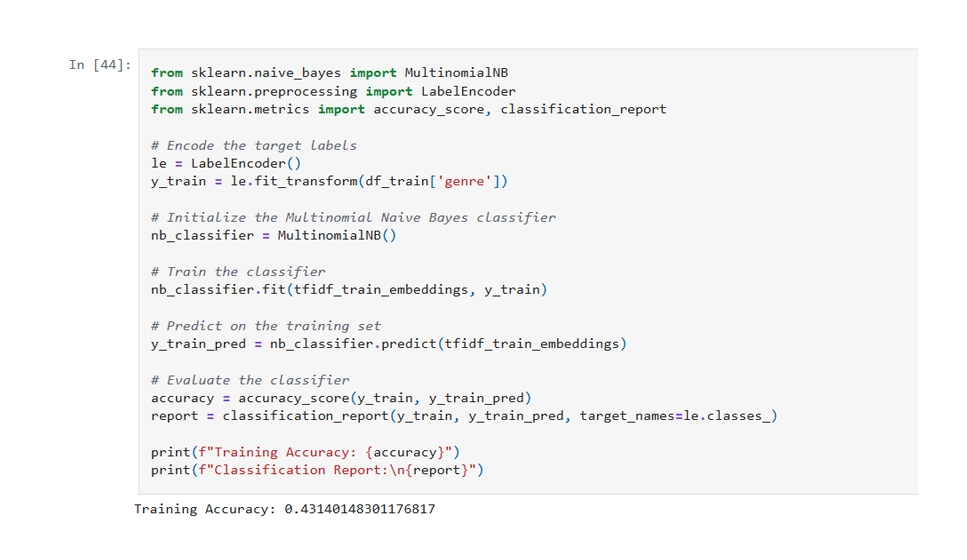 In [44]:
from sklearn.naive_bayes import MultinomialNB
from sklearn.preprocessing import LabelEncoder
from sklearn.metrics import accuracy_score, classification_report
# Encode the target labels
le = LabelEncoder()
y_train = le.fit_transform(df_train['genre'])
# Initialize the Multinomial Naive Bayes classifier
nb_classifier = MultinomialNB()
# Train the classifier
nb_classifier.fit(tfidf_train_embeddings, y_train)
# Predict on the training set
y_train_pred = nb_classifier.predict(tfidf_train_embeddings)
# Evaluate the classifier
accuracy = accuracy_score(y_train, y_train_pred)
report = classification_report(y_train, y_train_pred, target_names=le.classes_)
print(f"Training Accuracy: {accuracy}")
print(f"Classification Report:\n{report}")
Training Accuracy: 0.43140148301176817